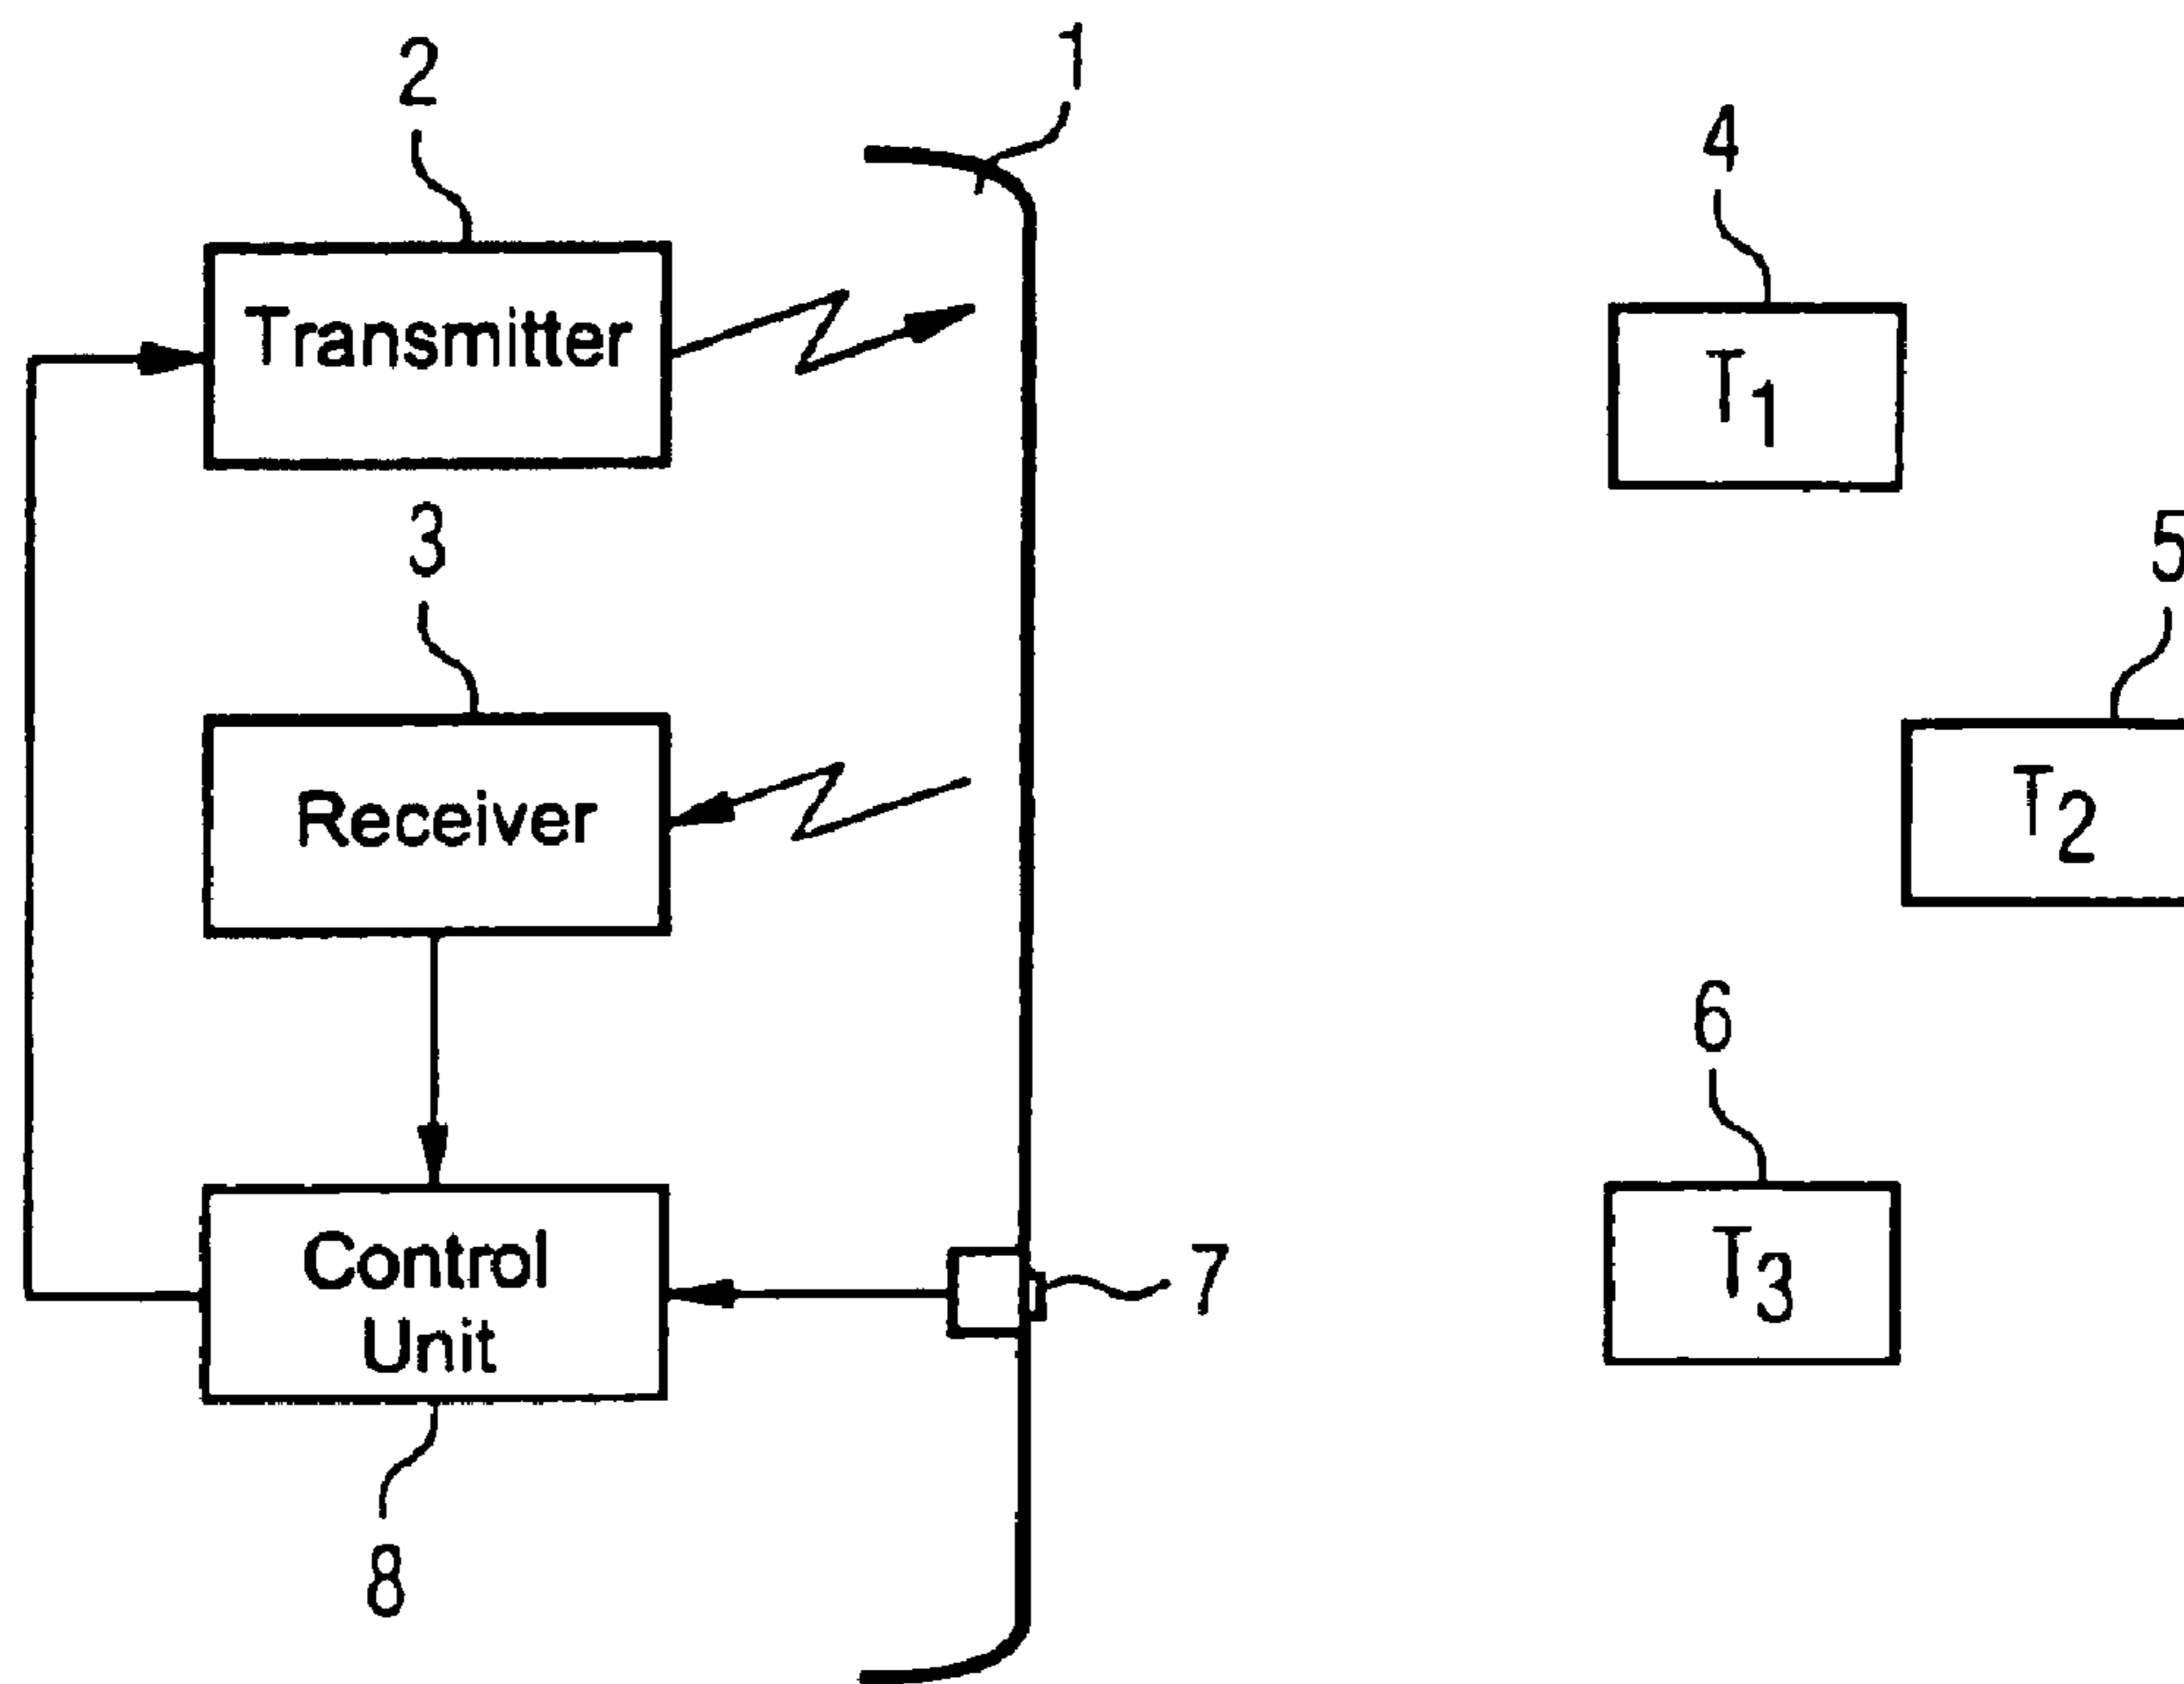 2
1
4
Transmitter
T1
3
5
Receiver
T2
6
Control
Unit
7
T3
8